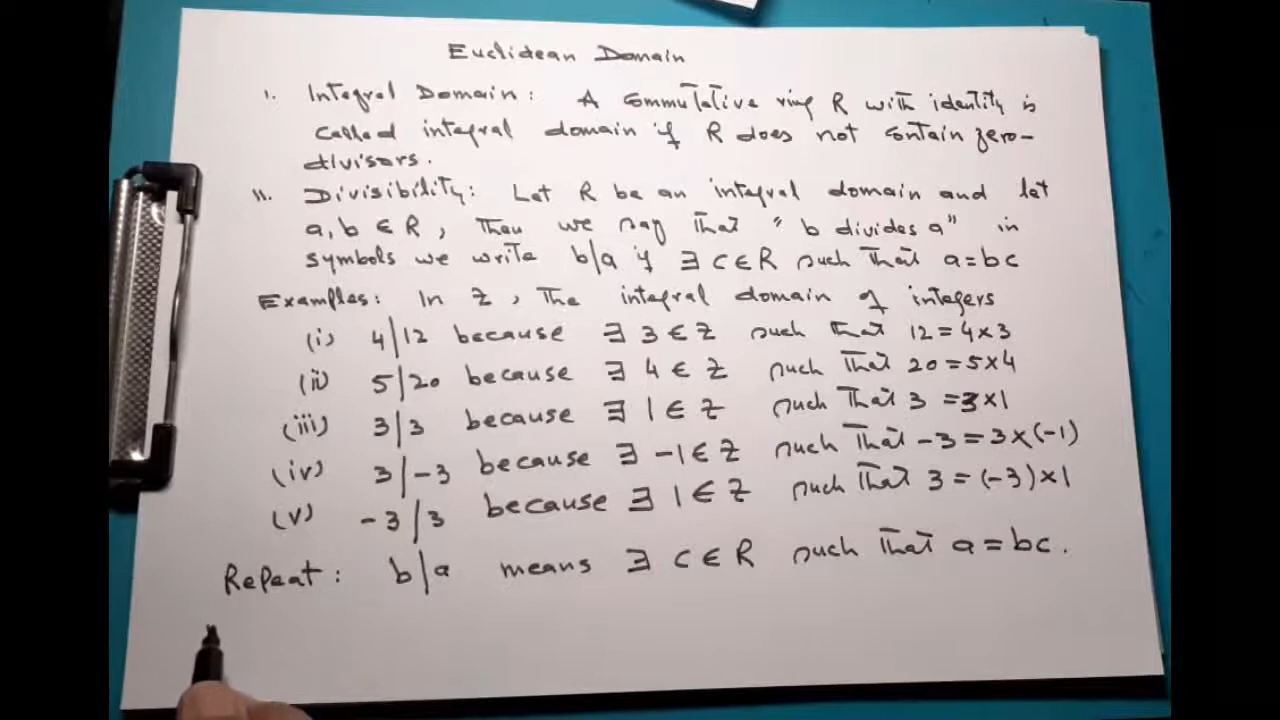 Euclidean Domain
I. Integral Domain: A commutative ring R with identity is
called integral domain if R does not contain zero-
divisors.
II. Divisibility: Let R be an integral domain and let
a, b ∈ R, Then we say that "b divides a" in
symbols we write b|a if ∃ c ∈ R such that a = bc
Examples: In Z, The integral domain of integers
(i) 4|12 because ∃ 3 ∈ Z such that 12 = 4×3
(ii) 5|20 because ∃ 4 ∈ Z such that 20 = 5×4
(iii) 3|3 because ∃ 1 ∈ Z such that 3 = 3×1
(iv) 3|-3 because ∃ -1 ∈ Z such that -3 = 3×(-1)
(v) -3|3 because ∃ 1 ∈ Z such that 3 = (-3)×1
Repeat: b|a means ∃ c ∈ R such that a = bc.